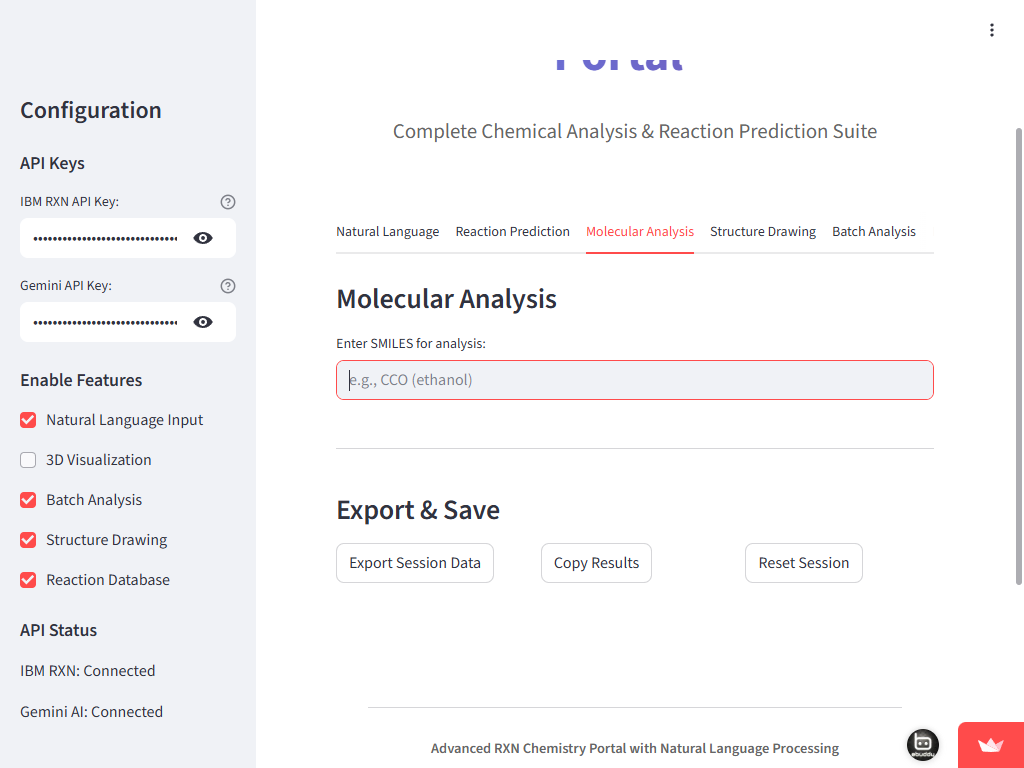 Configuration
API Keys
IBM RXN API Key:
Gemini API Key:
Enable Features
Natural Language Input
3D Visualization
Batch Analysis
Structure Drawing
Reaction Database
API Status
IBM RXN: Connected
Gemini AI: Connected
Portal
Complete Chemical Analysis & Reaction Prediction Suite
Natural Language Reaction Prediction Molecular Analysis Structure Drawing Batch Analysis
Molecular Analysis
Enter SMILES for analysis:
e.g., CCO (ethanol)
Export & Save
Export Session Data Copy Results Reset Session
Advanced RXN Chemistry Portal with Natural Language Processing